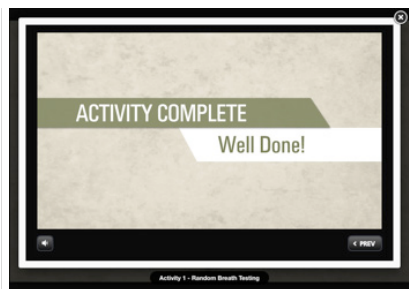 ACTIVITY COMPLETE
Well Done!
< PREV
Activity 1 - Random Breath Testing